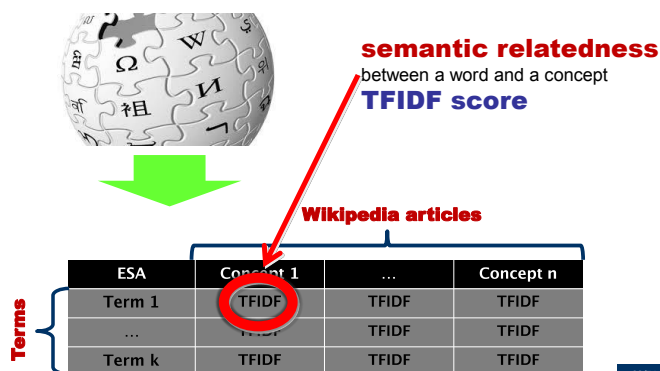 Ω W
祖 И
semantic relatedness
between a word and a concept
TFIDF score
Wikipedia articles
Terms
ESA Concept 1 ... Concept n
Term 1 TFIDF TFIDF TFIDF
... TFIDF TFIDF TFIDF
Term k TFIDF TFIDF TFIDF